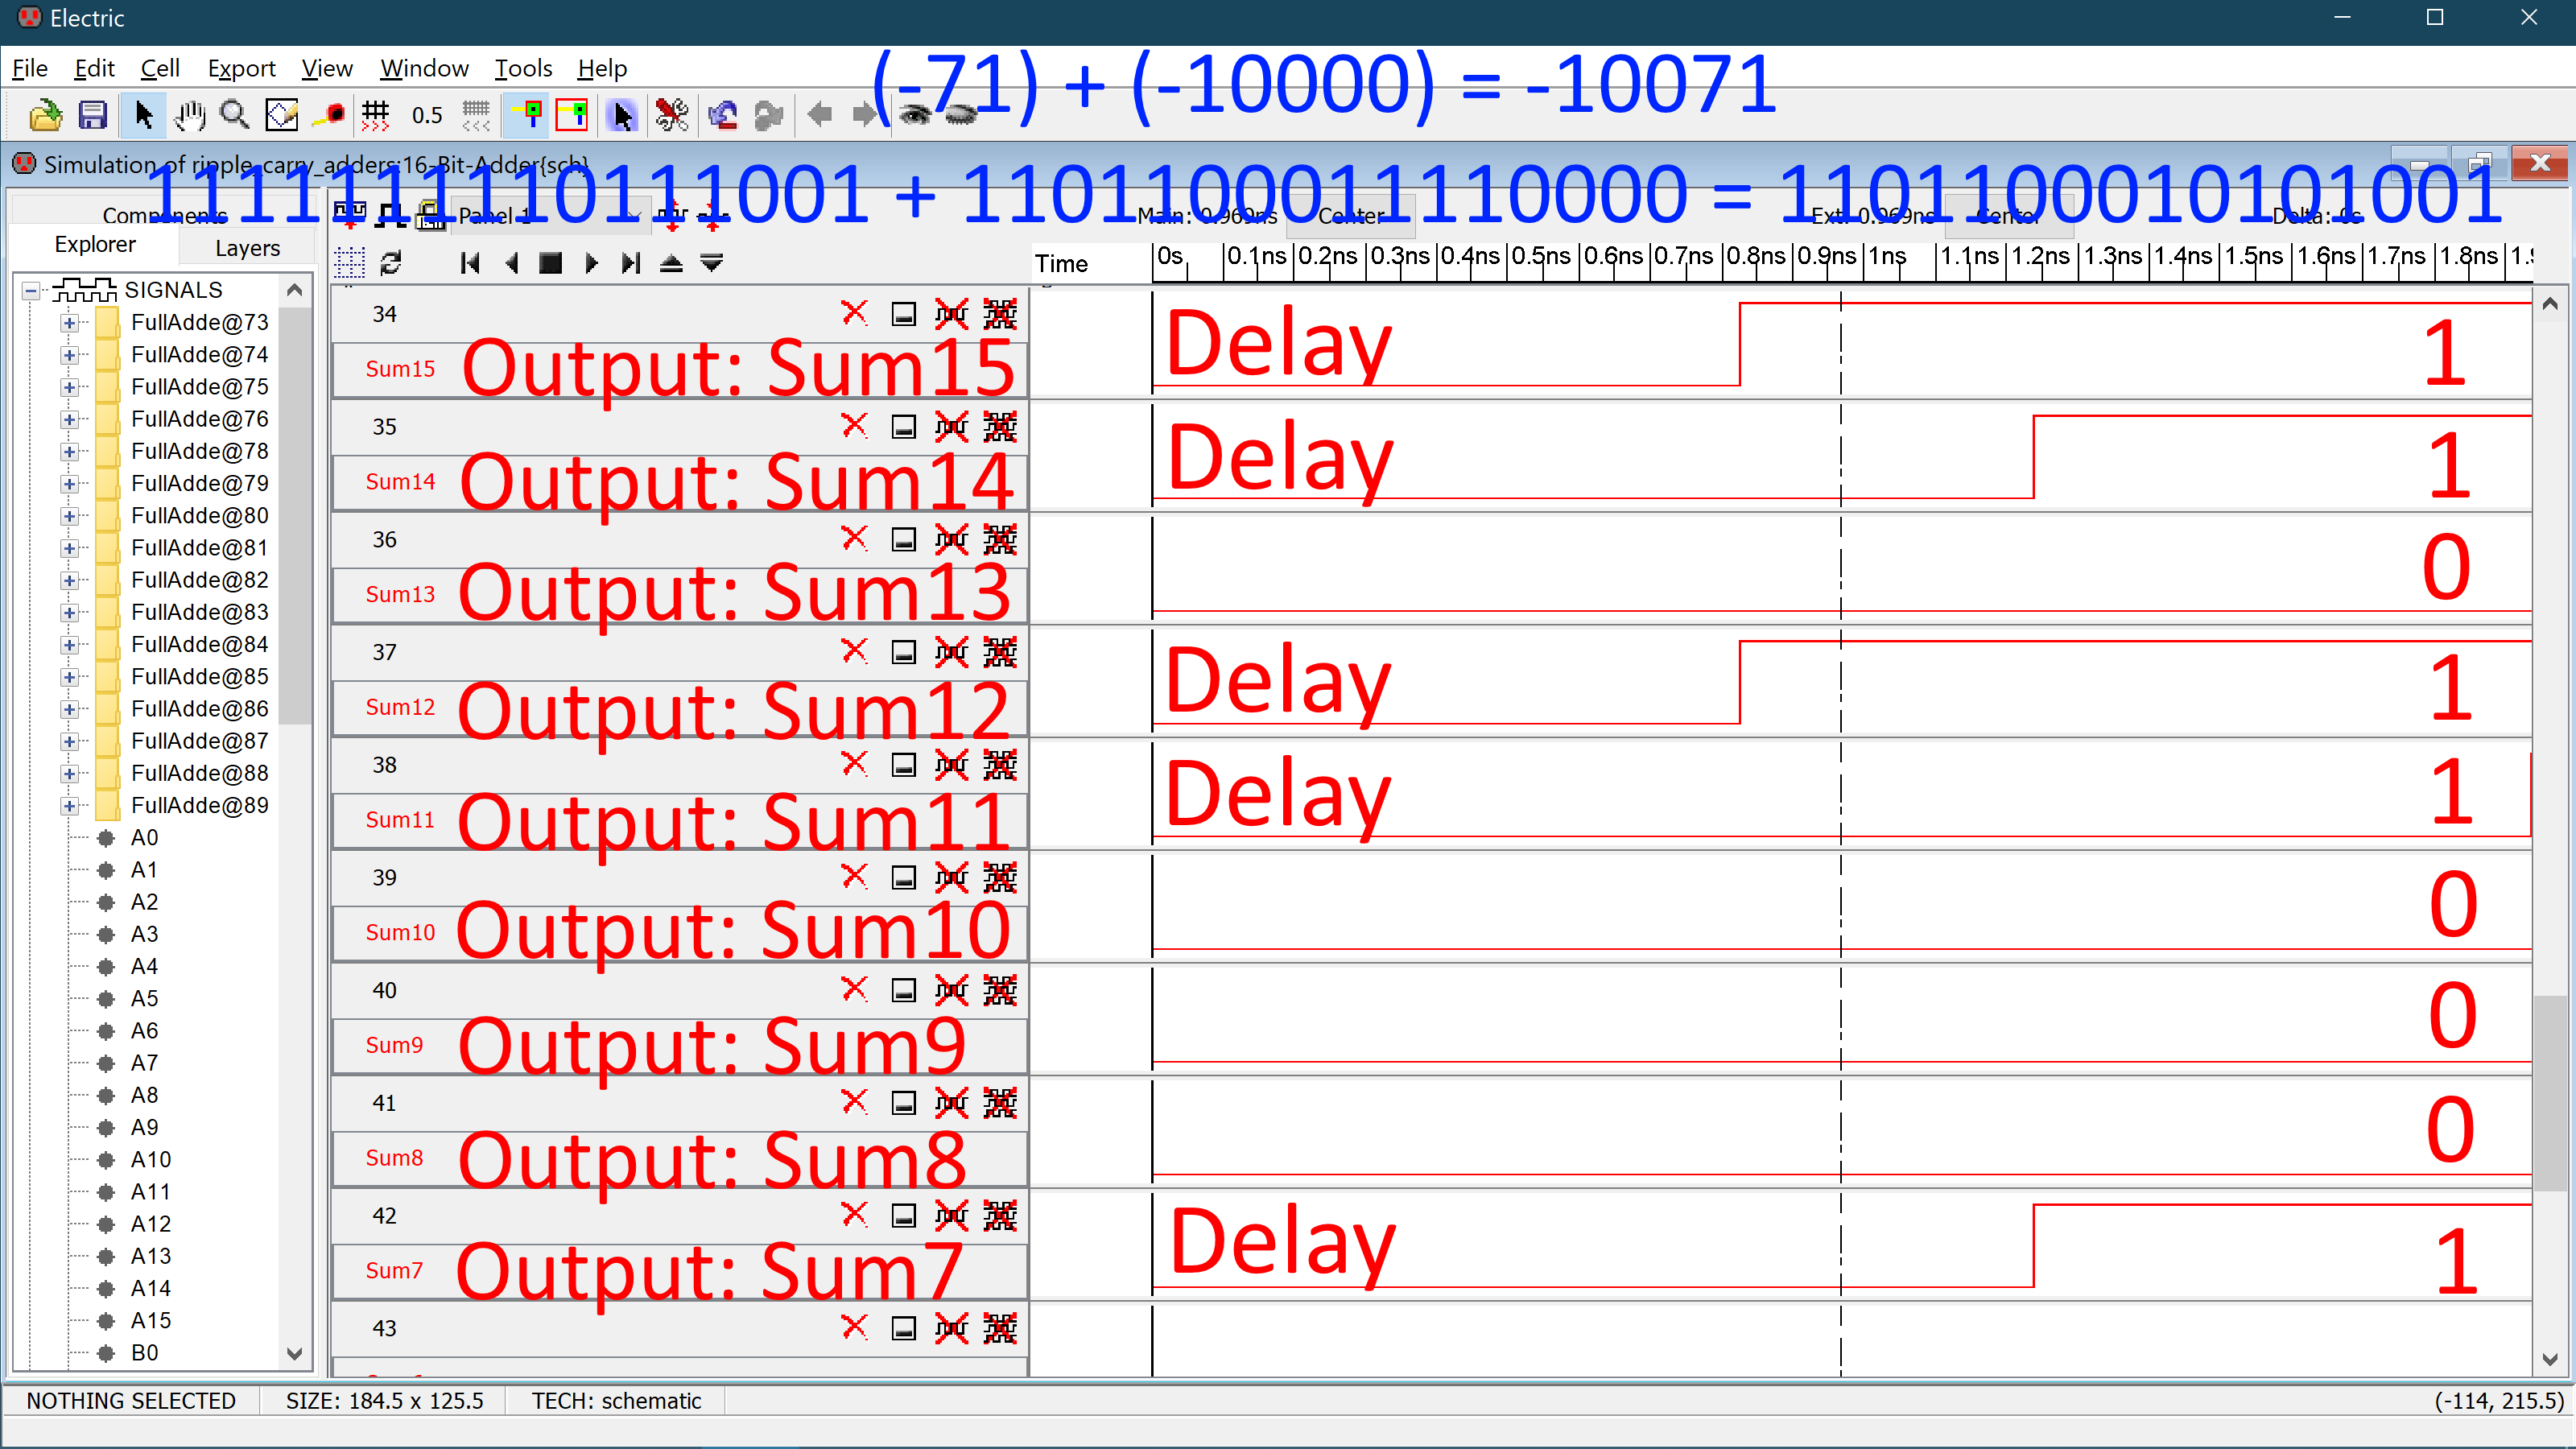 Electric
File Edit Cell Export View Window Tools Help
(-71) + (-10000) = -10071
0.5
Simulation of ripple_carry_adders:16-Bit-Adder{sch}
1111111110111001 + 1101100011110000 = 1101100010101001
Components
Panel 1
Main: 0.969ns Center Ext: 0.969ns Center Delta: 0s
Explorer Layers
Time 0s 0.1ns 0.2ns 0.3ns 0.4ns 0.5ns 0.6ns 0.7ns 0.8ns 0.9ns 1ns 1.1ns 1.2ns 1.3ns 1.4ns 1.5ns 1.6ns 1.7ns 1.8ns 1.9
SIGNALS
FullAdde@73
FullAdde@74
FullAdde@75
FullAdde@76
FullAdde@78
FullAdde@79
FullAdde@80
FullAdde@81
FullAdde@82
FullAdde@83
FullAdde@84
FullAdde@85
FullAdde@86
FullAdde@87
FullAdde@88
FullAdde@89
A0
A1
A2
A3
A4
A5
A6
A7
A8
A9
A10
A11
A12
A13
A14
A15
B0
34
Sum15 Output: Sum15 Delay 1
35
Sum14 Output: Sum14 Delay 1
36
Sum13 Output: Sum13 0
37
Sum12 Output: Sum12 Delay 1
38
Sum11 Output: Sum11 Delay 1
39
Sum10 Output: Sum10 0
40
Sum9 Output: Sum9 0
41
Sum8 Output: Sum8 0
42
Sum7 Output: Sum7 Delay 1
43
NOTHING SELECTED SIZE: 184.5 x 125.5 TECH: schematic (-114, 215.5)